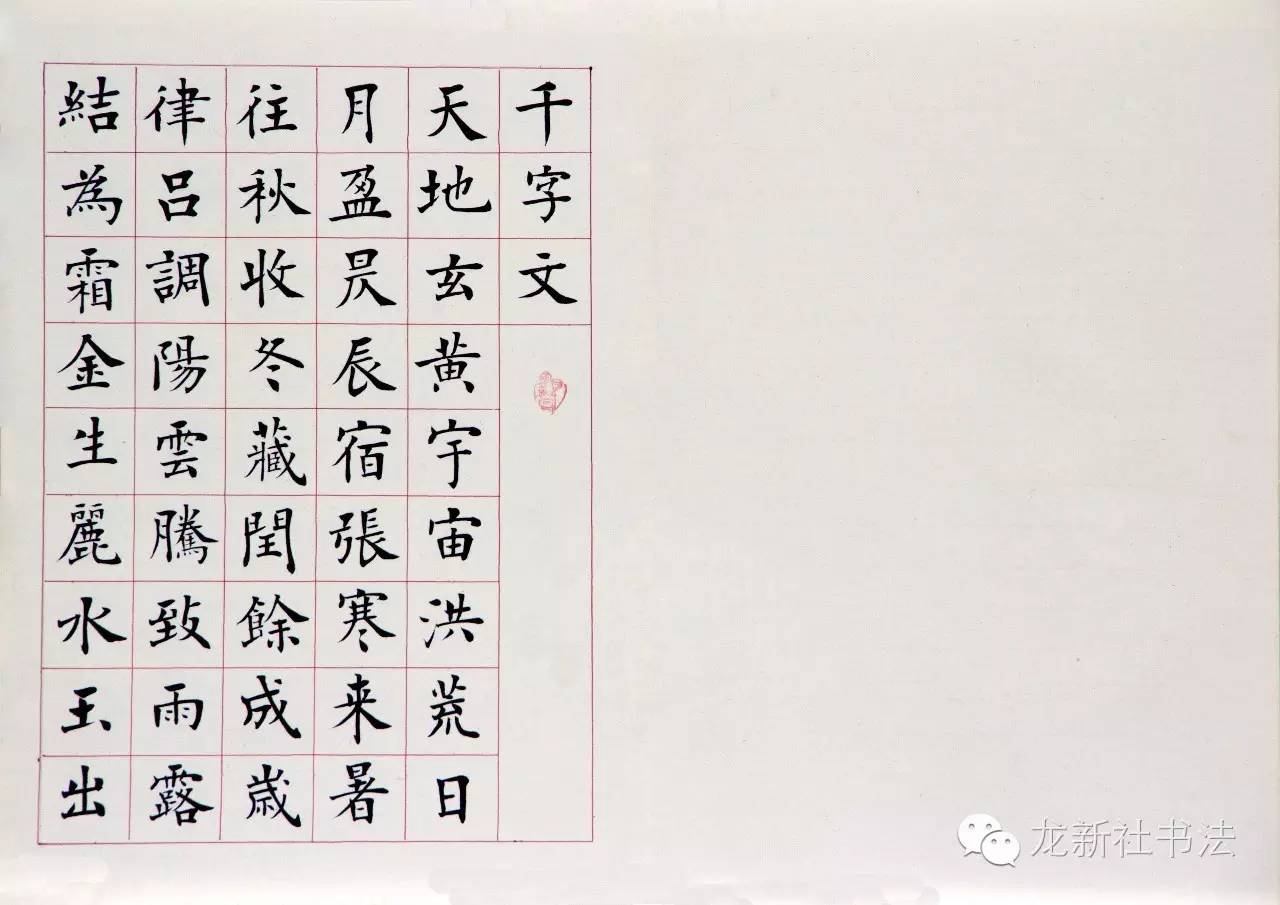 千字文
天地玄黄宇宙洪荒日
月盈昃辰宿張寒来暑
往秋收冬藏閏餘成歲
律呂調陽雲騰致雨露
結為霜金生麗水玉出
龙新社书法